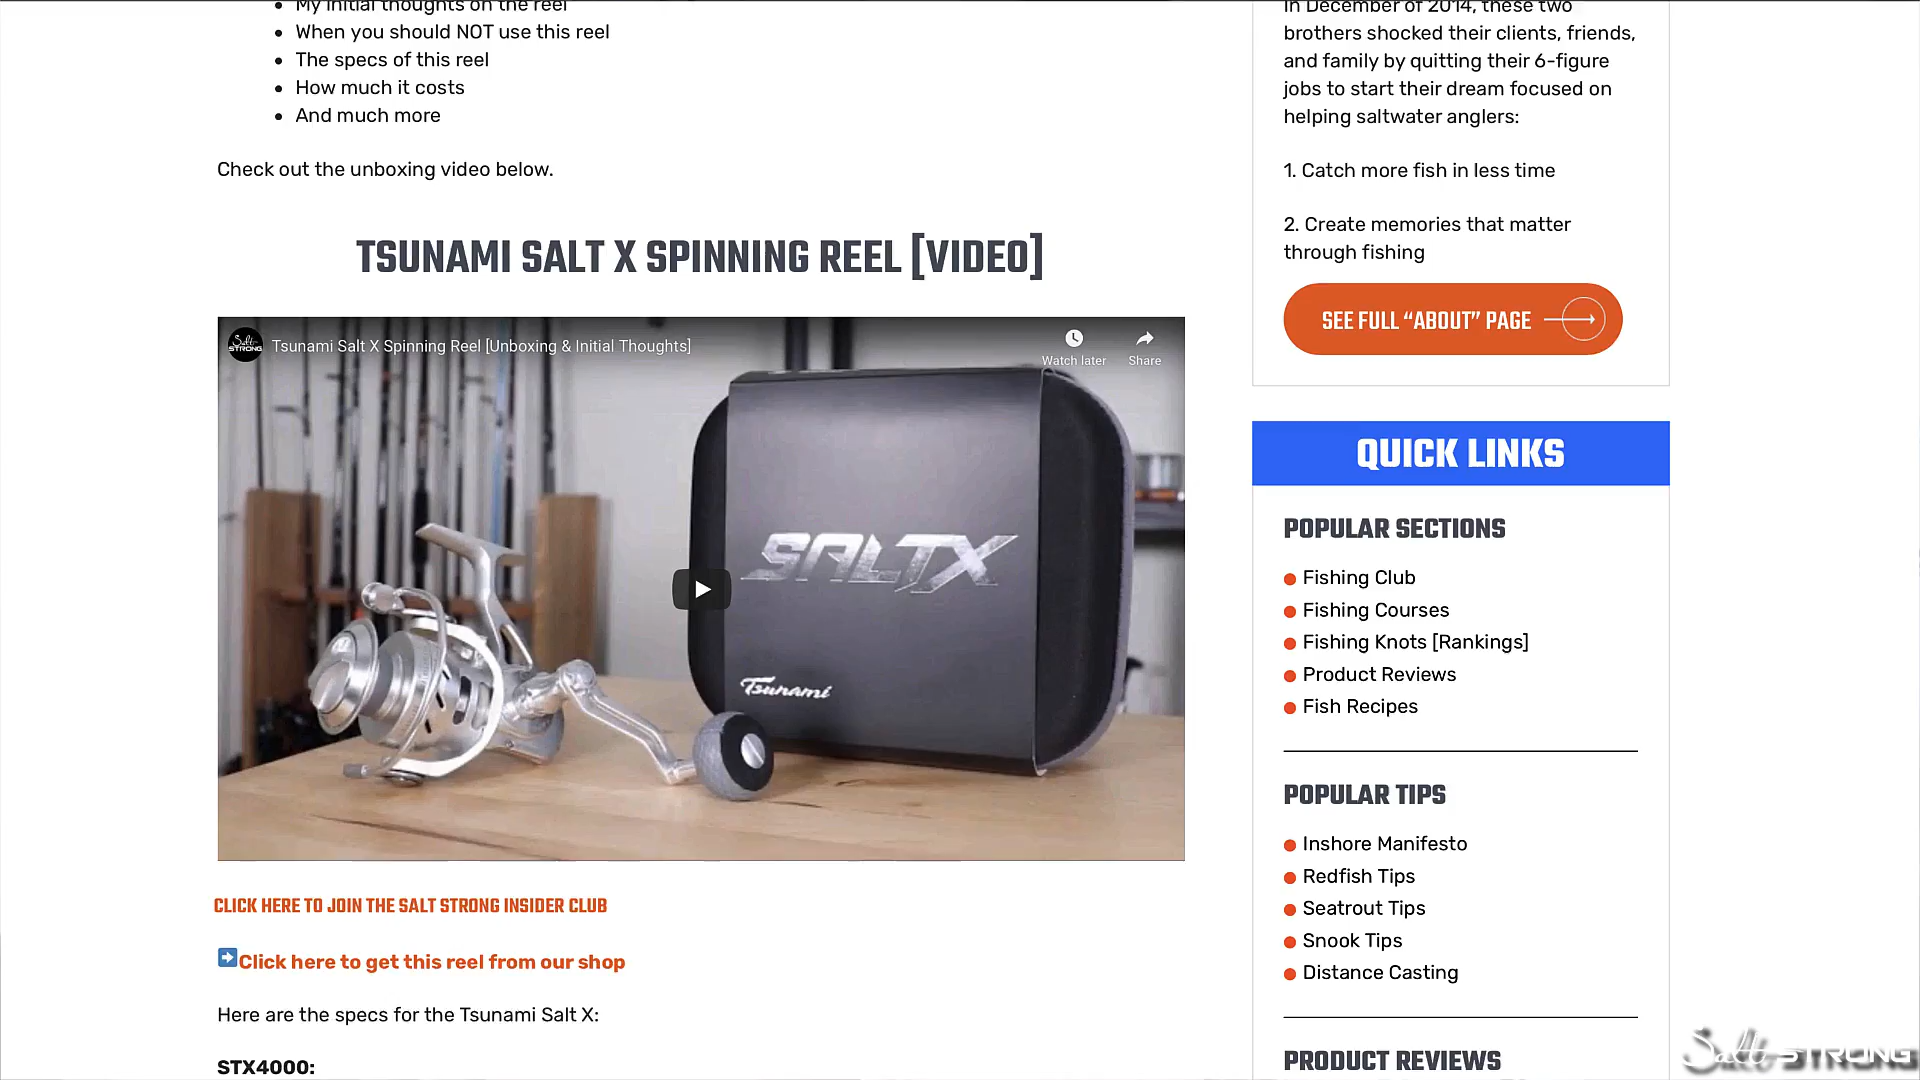 My initial thoughts on the reel
When you should NOT use this reel
The specs of this reel
How much it costs
And much more
Check out the unboxing video below.
TSUNAMI SALT X SPINNING REEL [VIDEO]
Salt STRONG
Tsunami Salt X Spinning Reel [Unboxing & Initial Thoughts]
Watch later
Share
SALTX
Tsunami
CLICK HERE TO JOIN THE SALT STRONG INSIDER CLUB
Click here to get this reel from our shop
Here are the specs for the Tsunami Salt X:
STX4000:
In December of 2014, these two
brothers shocked their clients, friends,
and family by quitting their 6-figure
jobs to start their dream focused on
helping saltwater anglers:
1. Catch more fish in less time
2. Create memories that matter
through fishing
SEE FULL “ABOUT” PAGE
QUICK LINKS
POPULAR SECTIONS
Fishing Club
Fishing Courses
Fishing Knots [Rankings]
Product Reviews
Fish Recipes
POPULAR TIPS
Inshore Manifesto
Redfish Tips
Seatrout Tips
Snook Tips
Distance Casting
PRODUCT REVIEWS
Salt STRONG